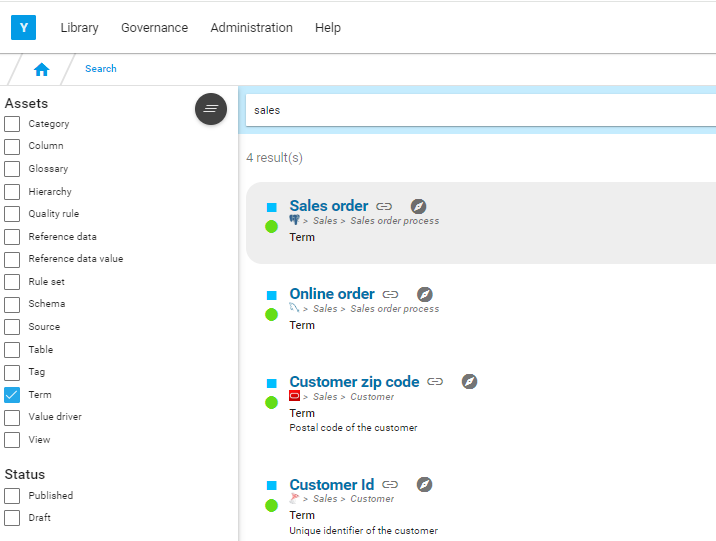 Y Library Governance Administration Help
Search
Assets
Category
Column
Glossary
Hierarchy
Quality rule
Reference data
Reference data value
Rule set
Schema
Source
Table
Tag
Term
Value driver
View
Status
Published
Draft
sales
4 result(s)
Sales order
> Sales > Sales order process
Term
Online order
> Sales > Sales order process
Term
Customer zip code
> Sales > Customer
Term
Postal code of the customer
Customer Id
> Sales > Customer
Term
Unique identifier of the customer